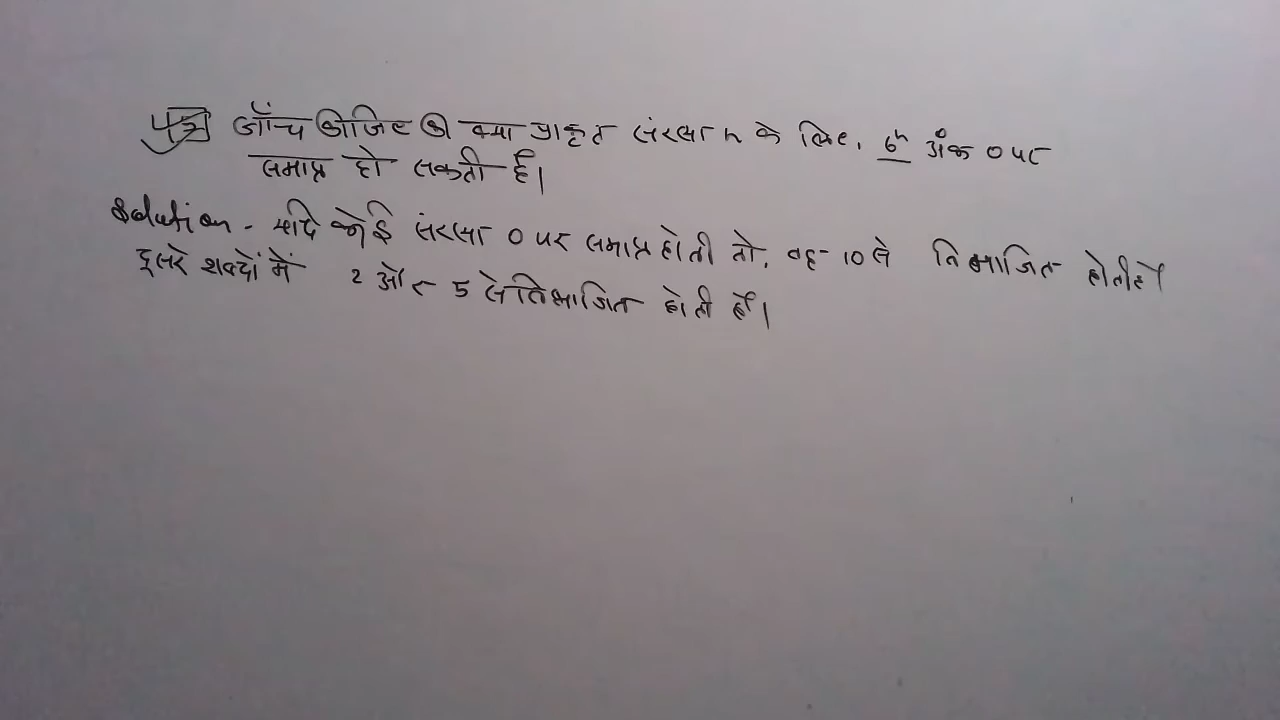 प्रश्न जाँच कीजिए की क्या प्राकृत संख्या n के लिए, 6ⁿ अंक 0 पर
समाप्त हो सकती है।
Solution - यदि कोई संख्या 0 पर समाप्त होती तो, वह 10 से विभाजित होती है
दूसरे शब्दों में 2 और 5 से विभाजित होती है।